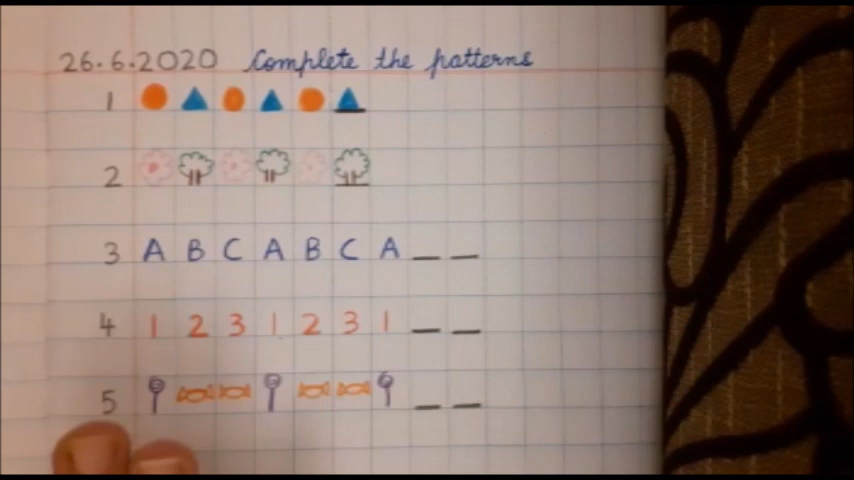 26.6.2020 Complete the patterns
1
2
3 A B C A B C A _ _
4 1 2 3 1 2 3 1 _ _
5 _ _